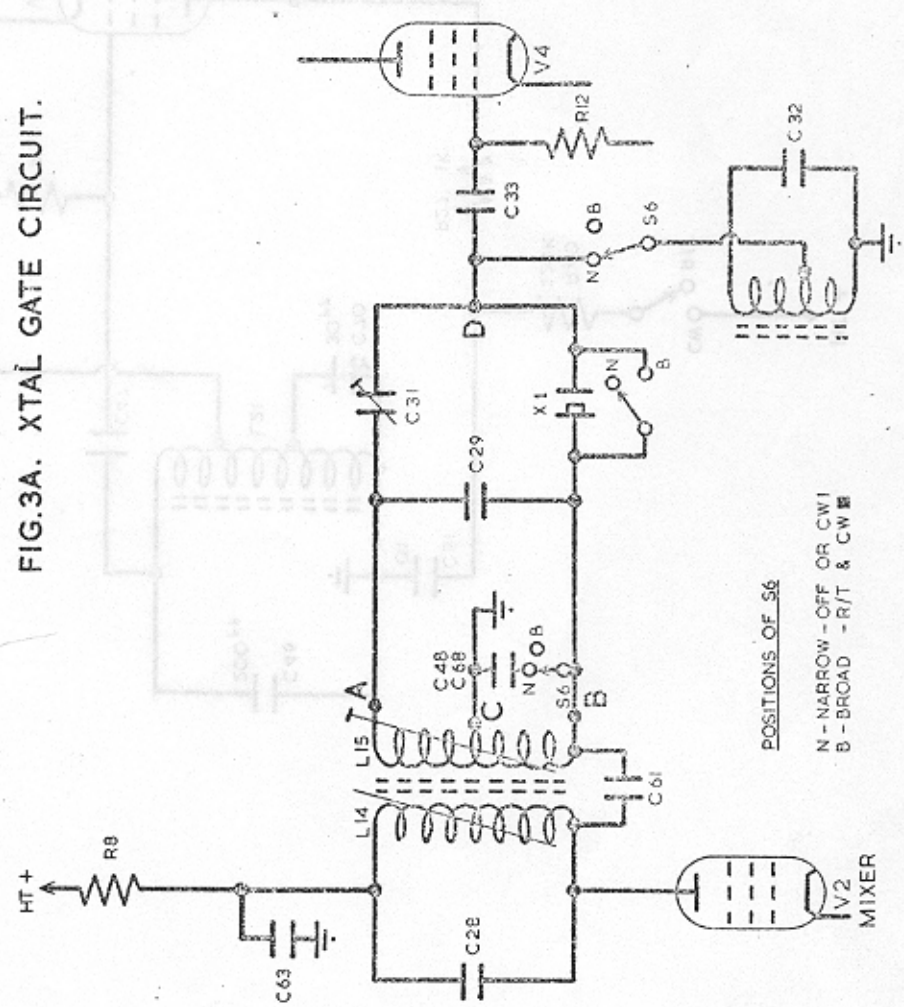 FIG.3A. XTAL GATE CIRCUIT.
HT+
R8
C63
C28
L14
L15
A
C48
C68
C
N
B
S6
B
C61
V2
MIXER
C31
C29
X1
N
B
D
C33
R12
V4
N
B
S6
C32
POSITIONS OF S6
N - NARROW - OFF OR CW1
B - BROAD - R/T & CW